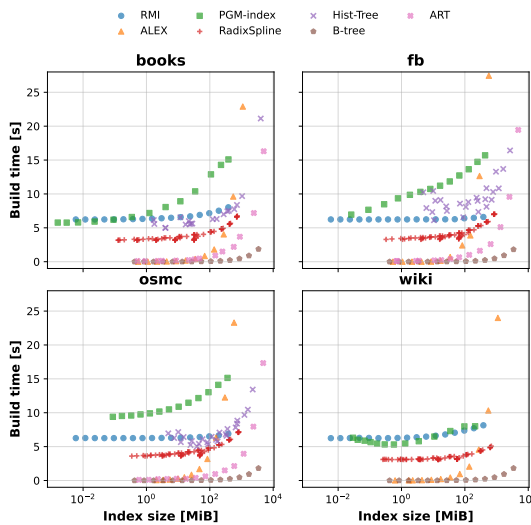 RMI PGM-index Hist-Tree ART
ALEX RadixSpline B-tree
books fb
Build time [s]
25
20
15
10
5
0
osmc wiki
Build time [s]
25
20
15
10
5
0
10⁻² 10⁰ 10² 10⁴ 10⁻² 10⁰ 10² 10⁴
Index size [MiB] Index size [MiB]